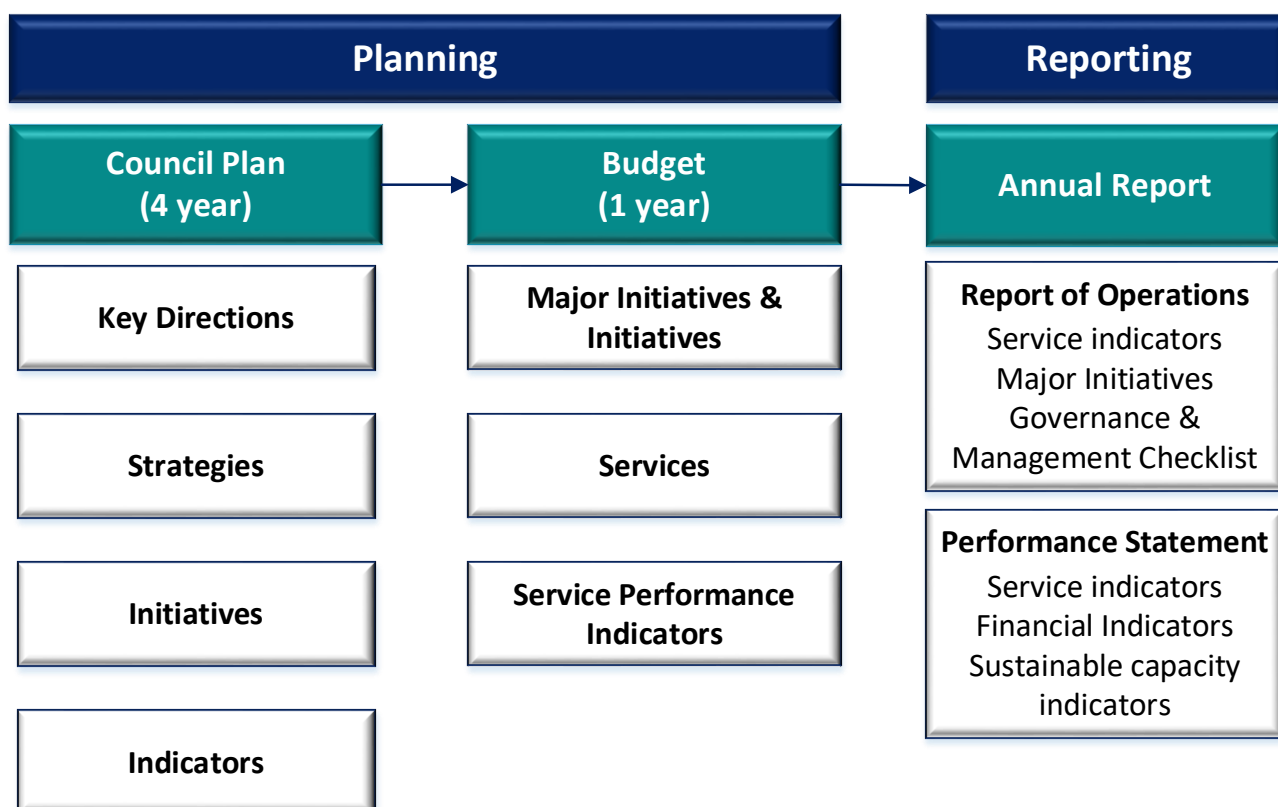 Planning
Reporting
Council Plan
(4 year)
Budget
(1 year)
Annual Report
Key Directions
Strategies
Initiatives
Indicators
Major Initiatives &
Initiatives
Services
Service Performance
Indicators
Report of Operations
Service indicators
Major Initiatives
Governance &
Management Checklist
Performance Statement
Service indicators
Financial Indicators
Sustainable capacity
indicators